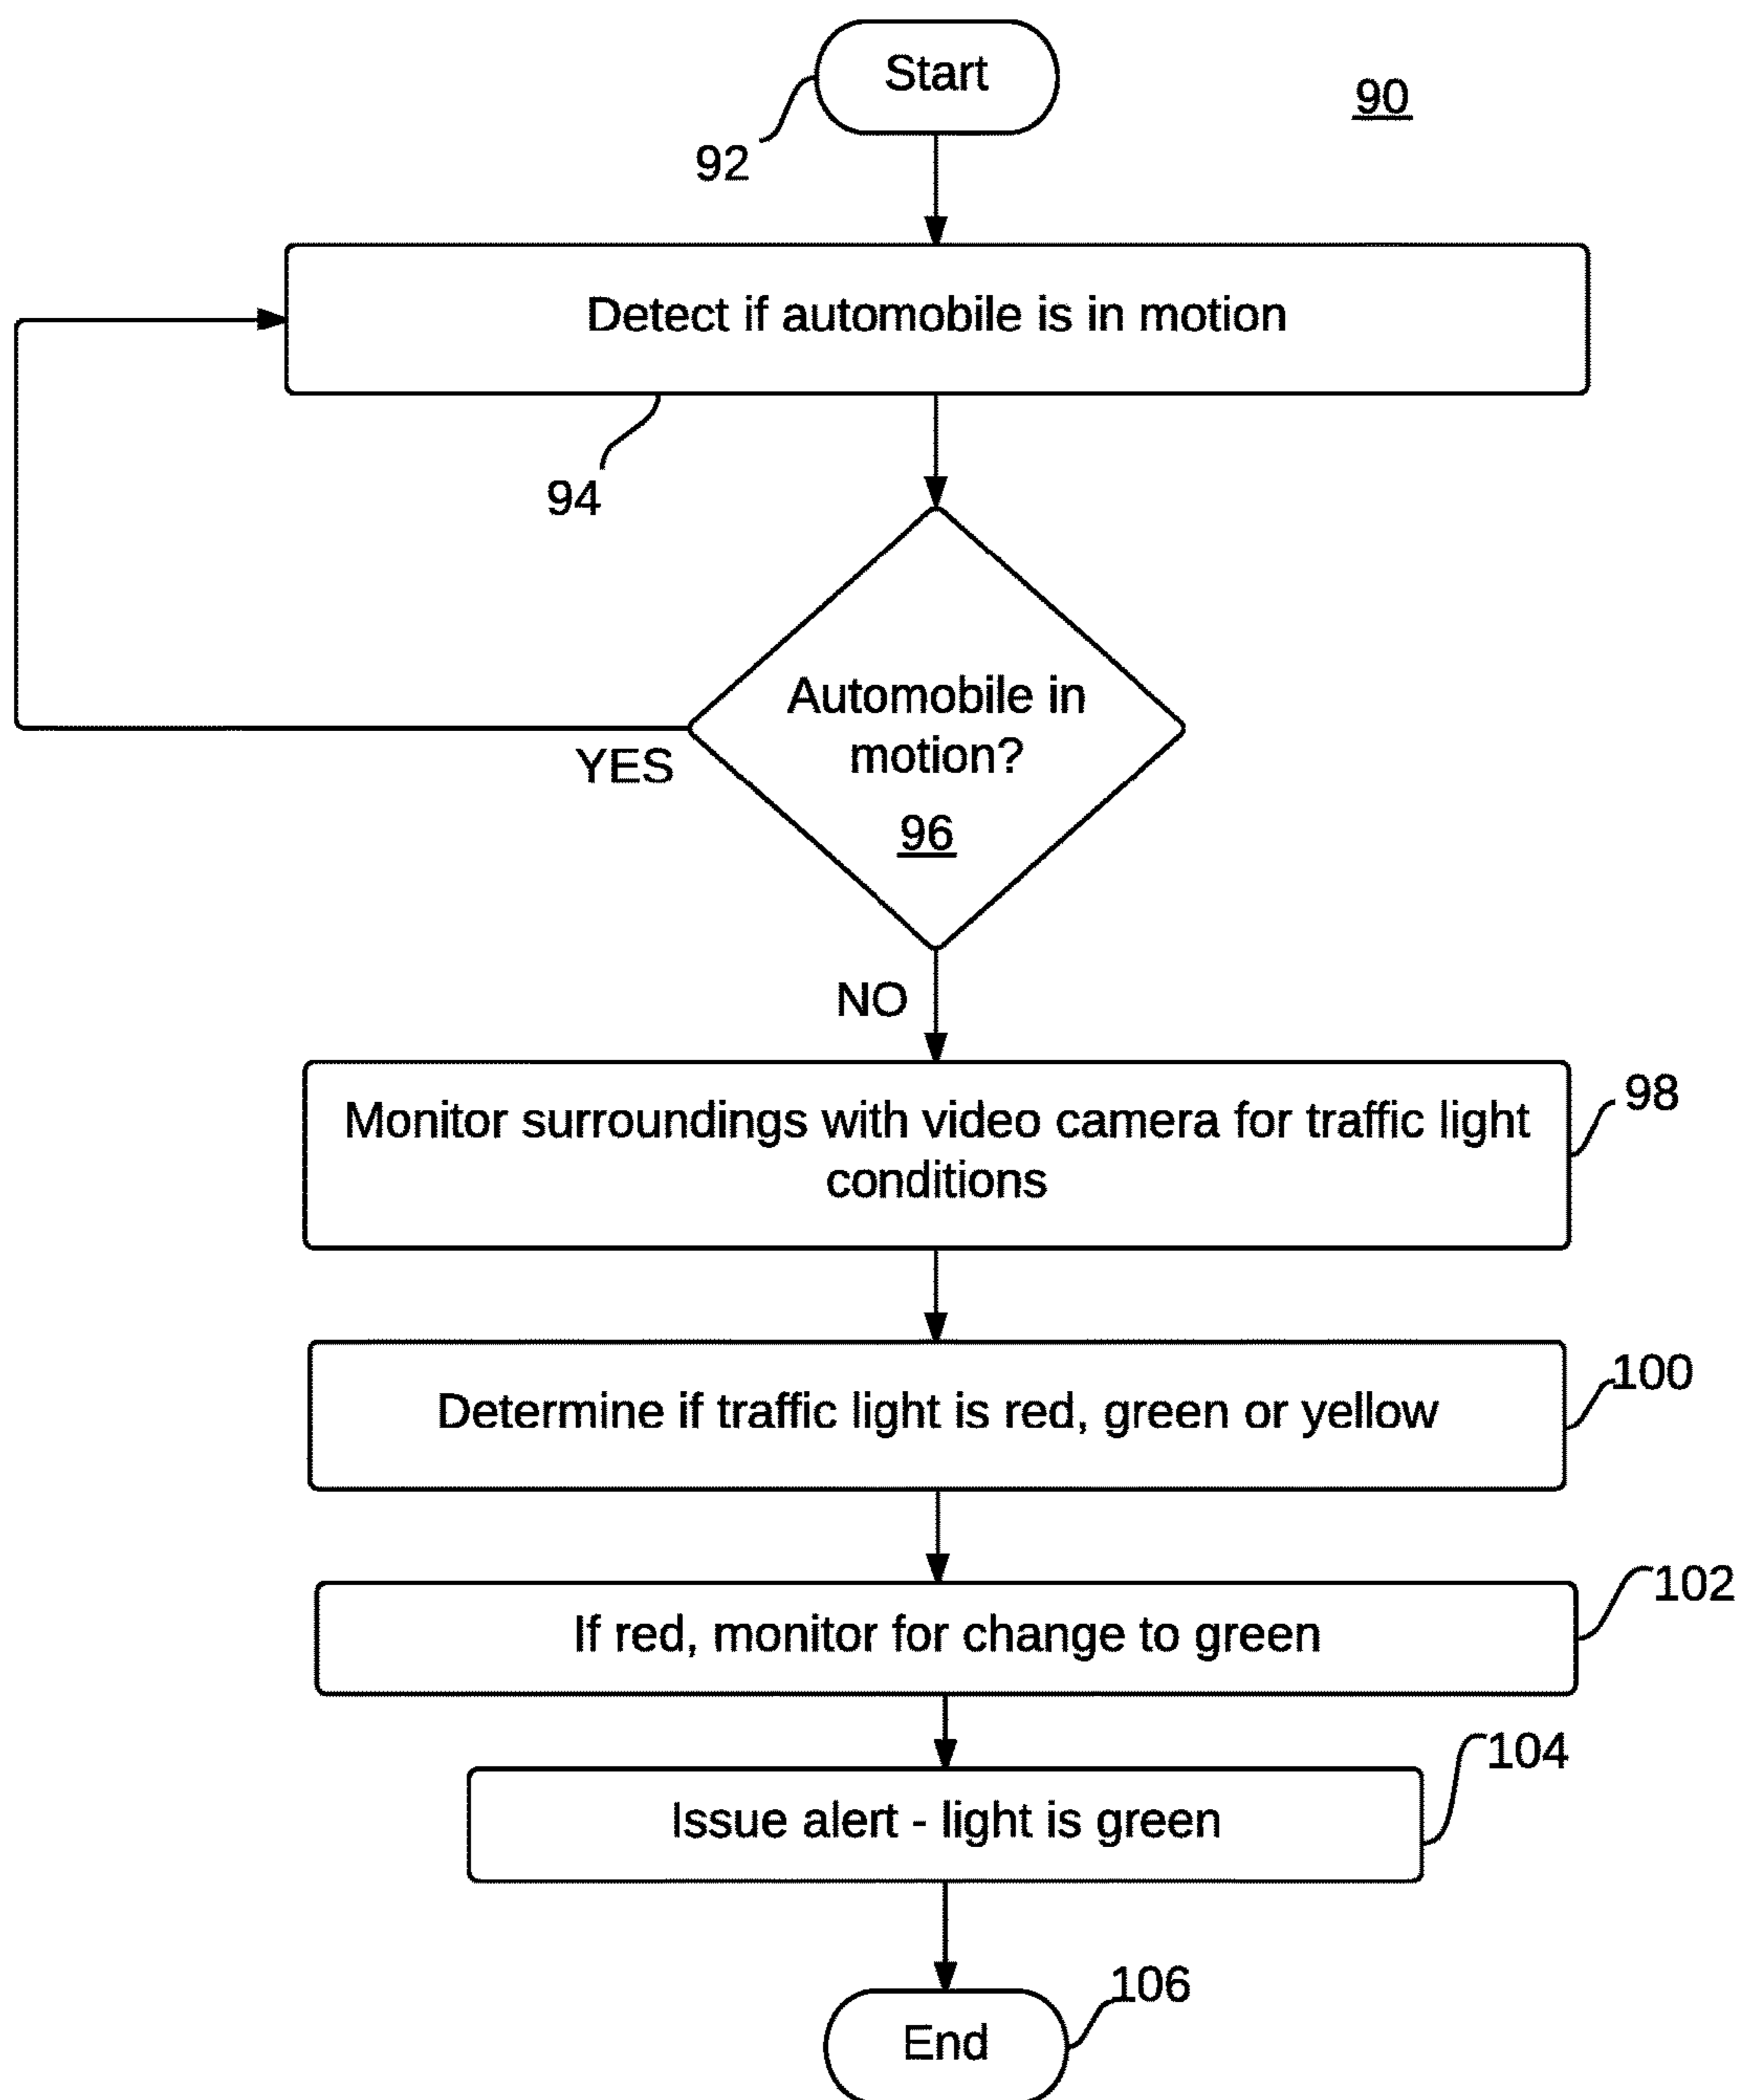 Start
90
92
Detect if automobile is in motion
94
Automobile in
motion?
96
YES
NO
Monitor surroundings with video camera for traffic light
conditions
98
Determine if traffic light is red, green or yellow
100
If red, monitor for change to green
102
Issue alert - light is green
104
End
106